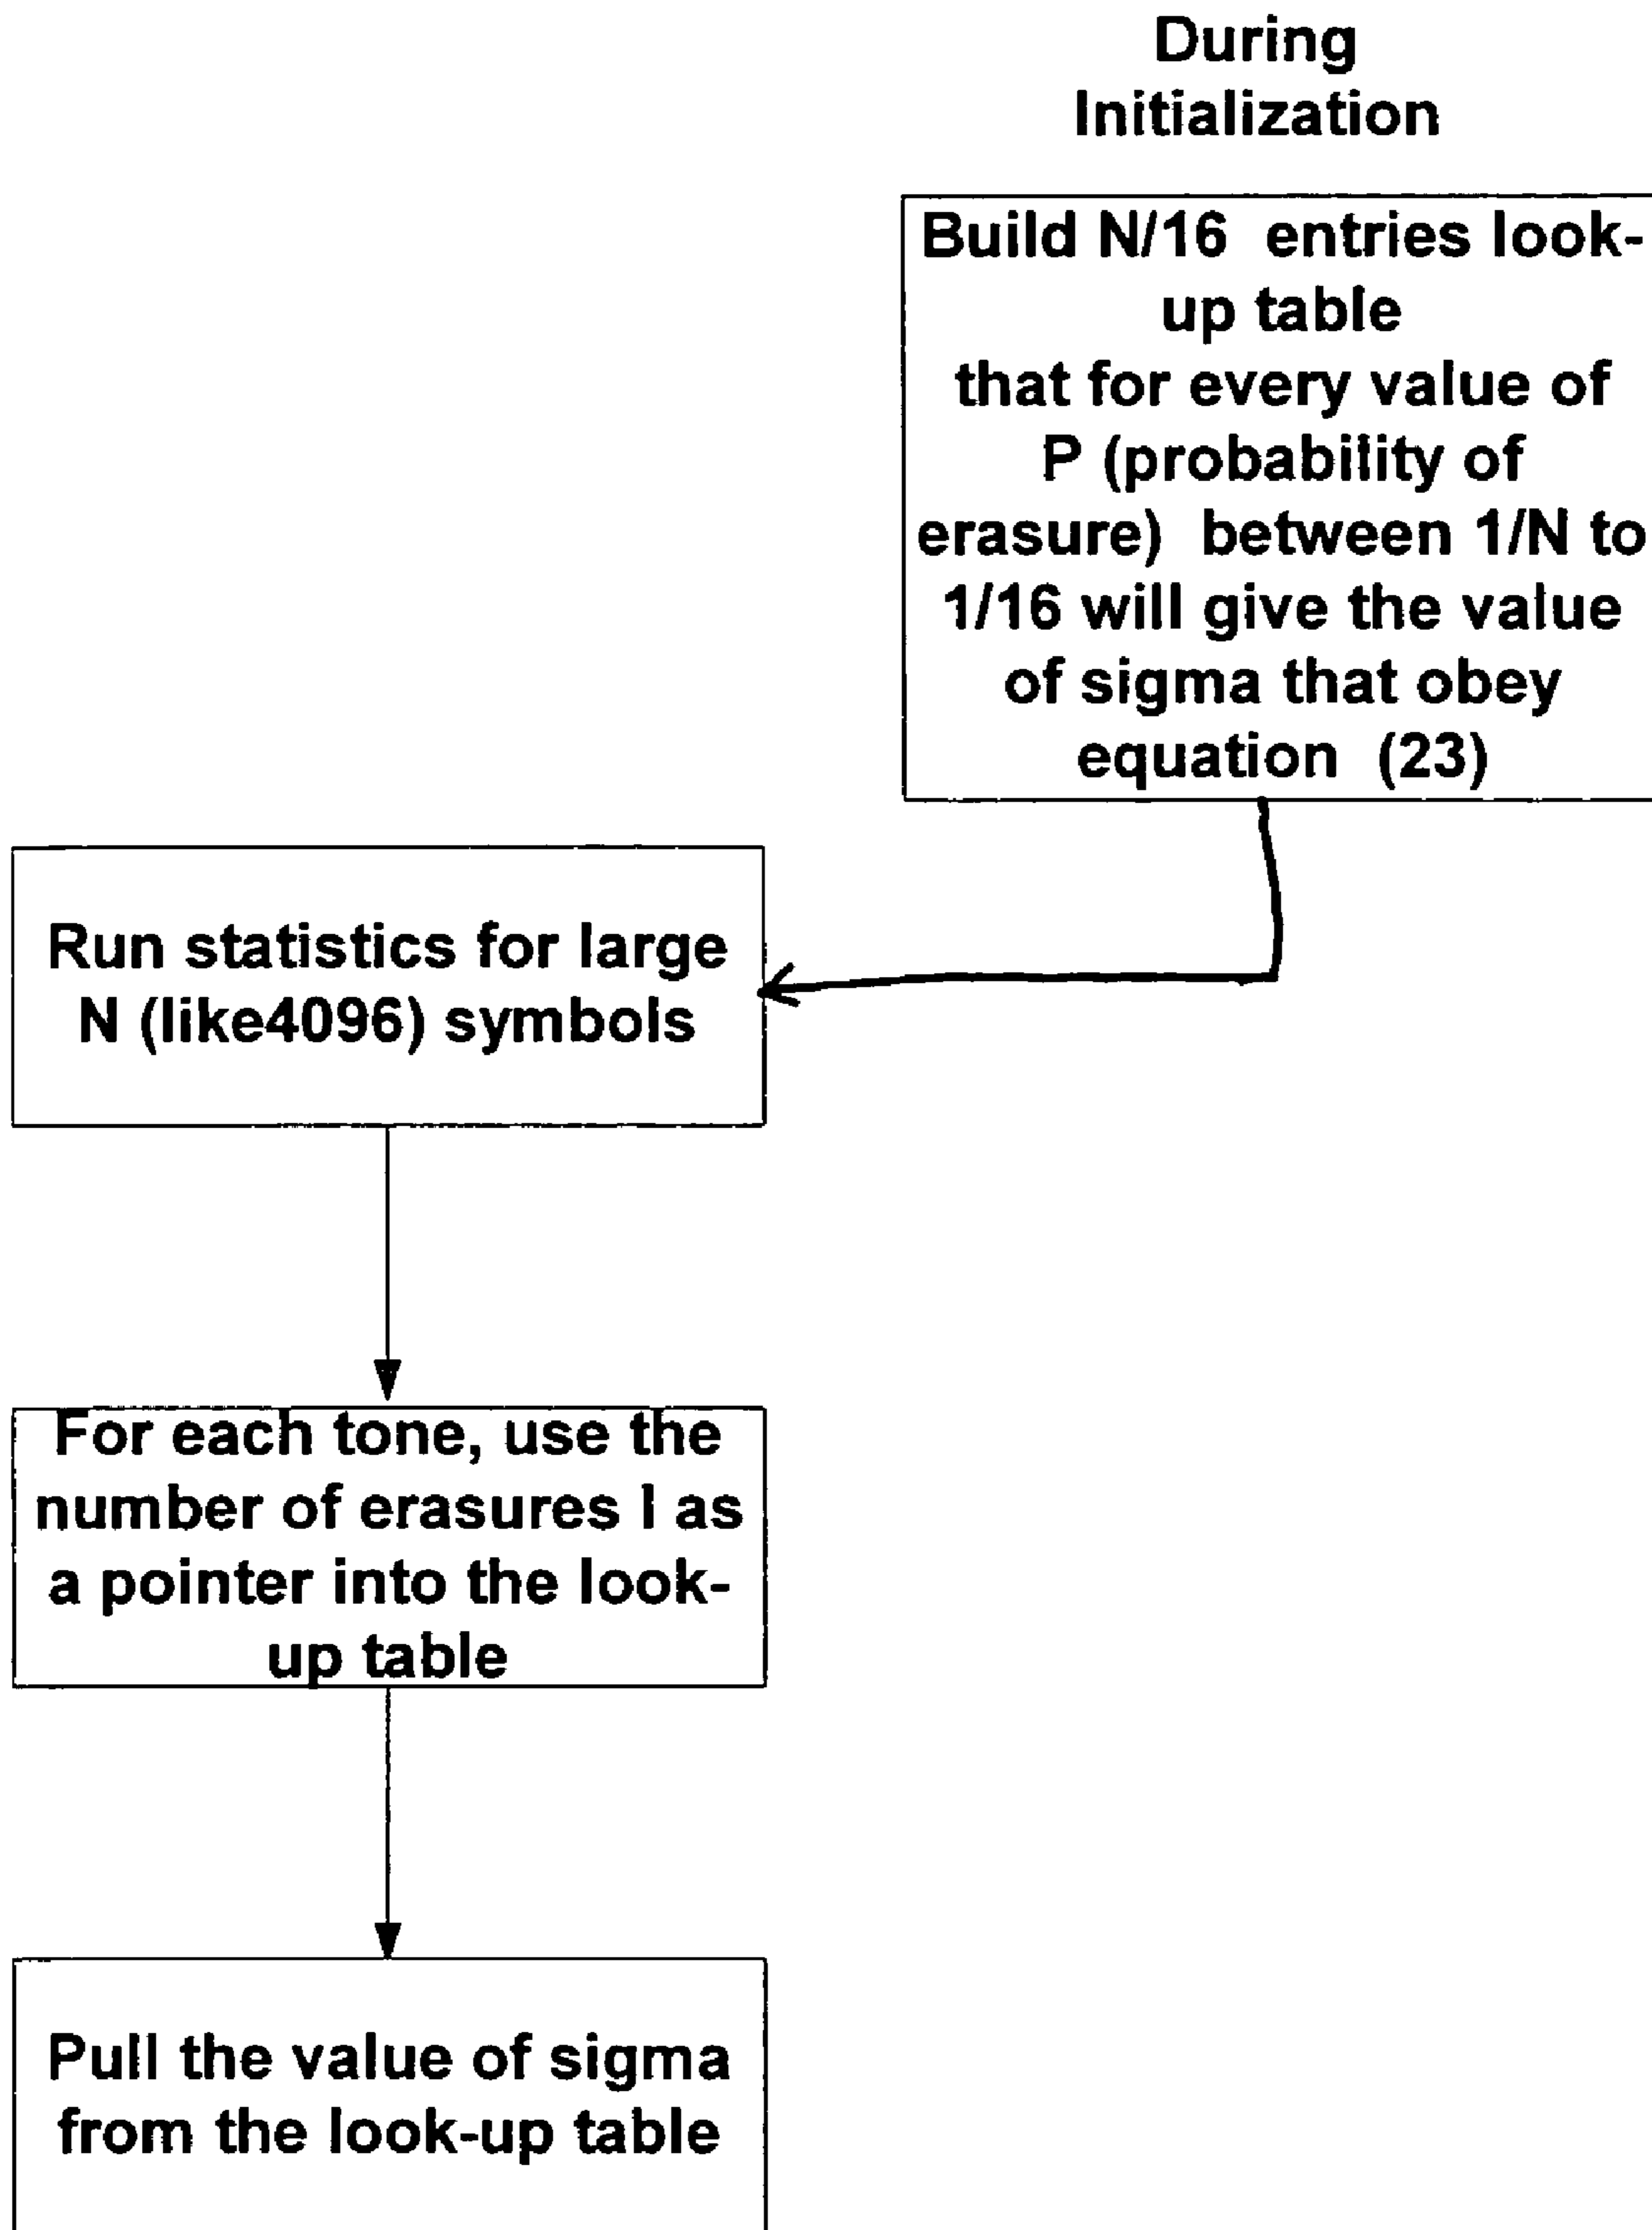 During
Initialization
Build N/16 entries look-
up table
that for every value of
P (probability of
erasure) between 1/N to
1/16 will give the value
of sigma that obey
equation (23)
Run statistics for large
N (like4096) symbols
For each tone, use the
number of erasures I as
a pointer into the look-
up table
Pull the value of sigma
from the look-up table